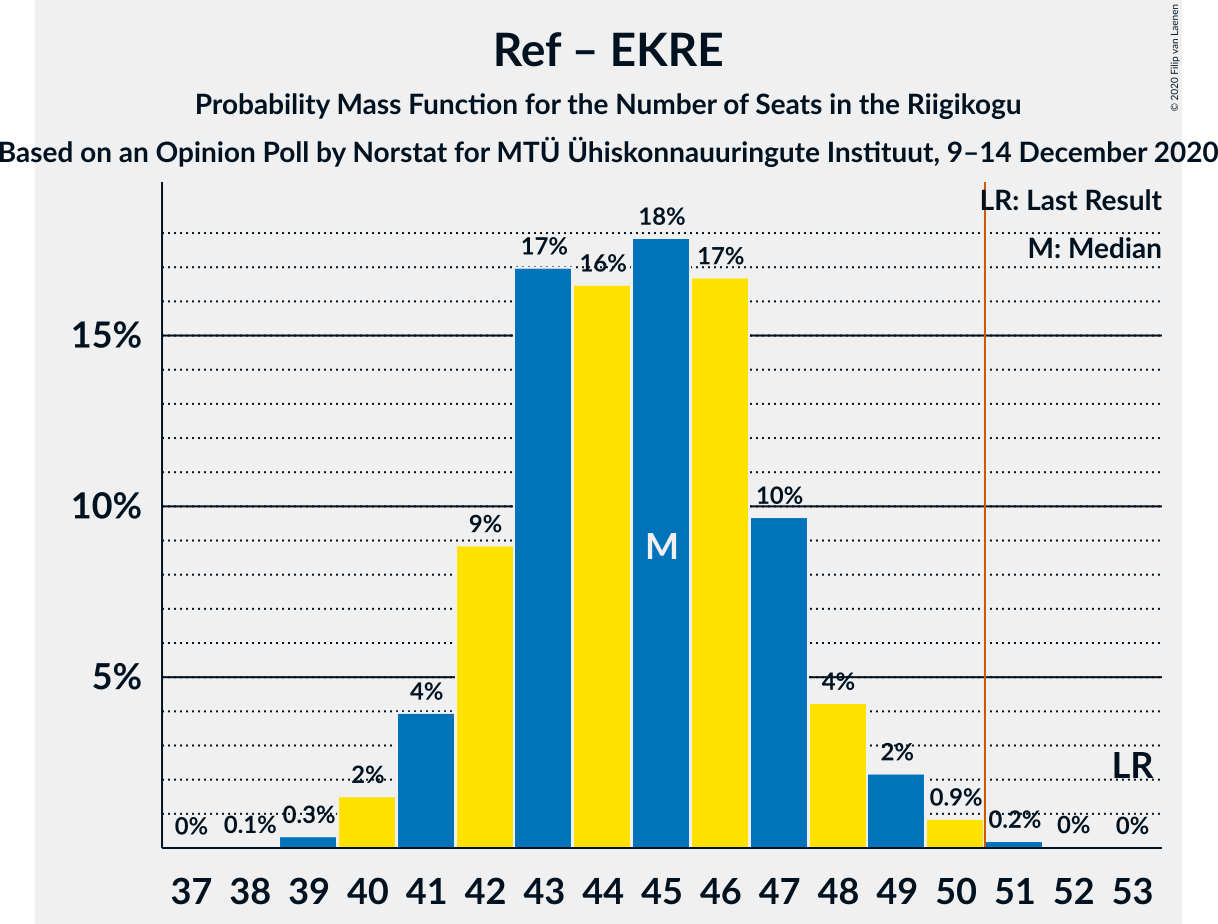 Ref – EKRE
Probability Mass Function for the Number of Seats in the Riigikogu
Based on an Opinion Poll by Norstat for MTÜ Ühiskonnauuringute Instituut, 9–14 December 2020
© 2020 Filip van Laenen
LR: Last Result
M: Median
18%
17%
16%
17%
15%
10%
10%
9%
M
5%
4%
4%
2%
2%
LR
0%
0.1%
0.3%
0.9%
0.2%
0%
0%
37 38 39 40 41 42 43 44 45 46 47 48 49 50 51 52 53